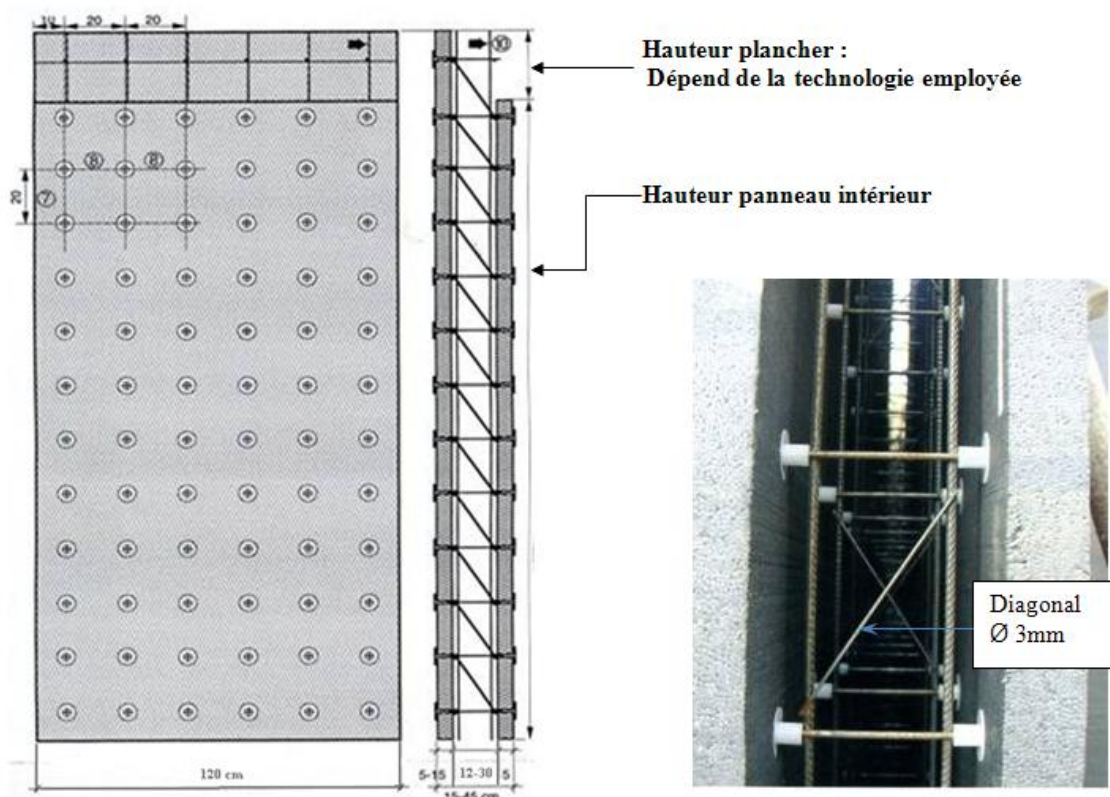 10 20 20
⑩
Hauteur plancher :
Dépend de la technologie employée
⑧ ⑧
20
⑦
Hauteur panneau intérieur
Diagonal
Ø 3mm
120 cm
5-15 12-30 5
15-45 cm